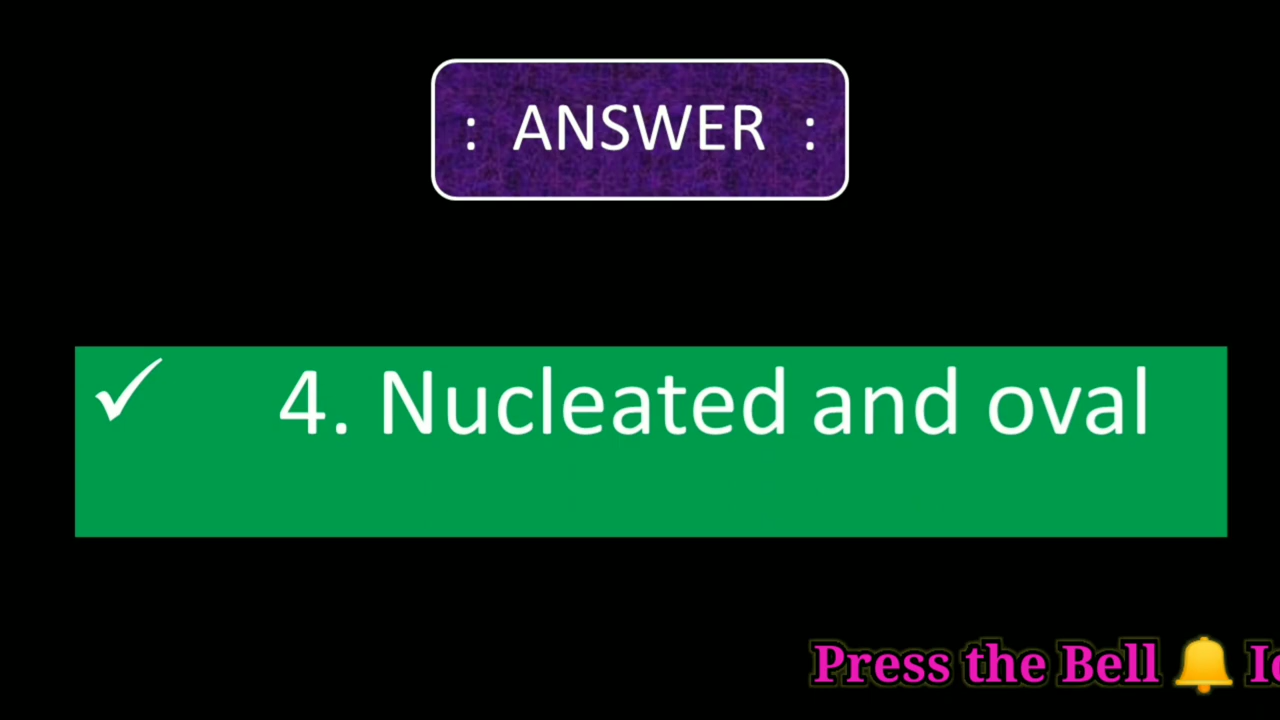 : ANSWER :
✓ 4. Nucleated and oval
Press the Bell 🔔